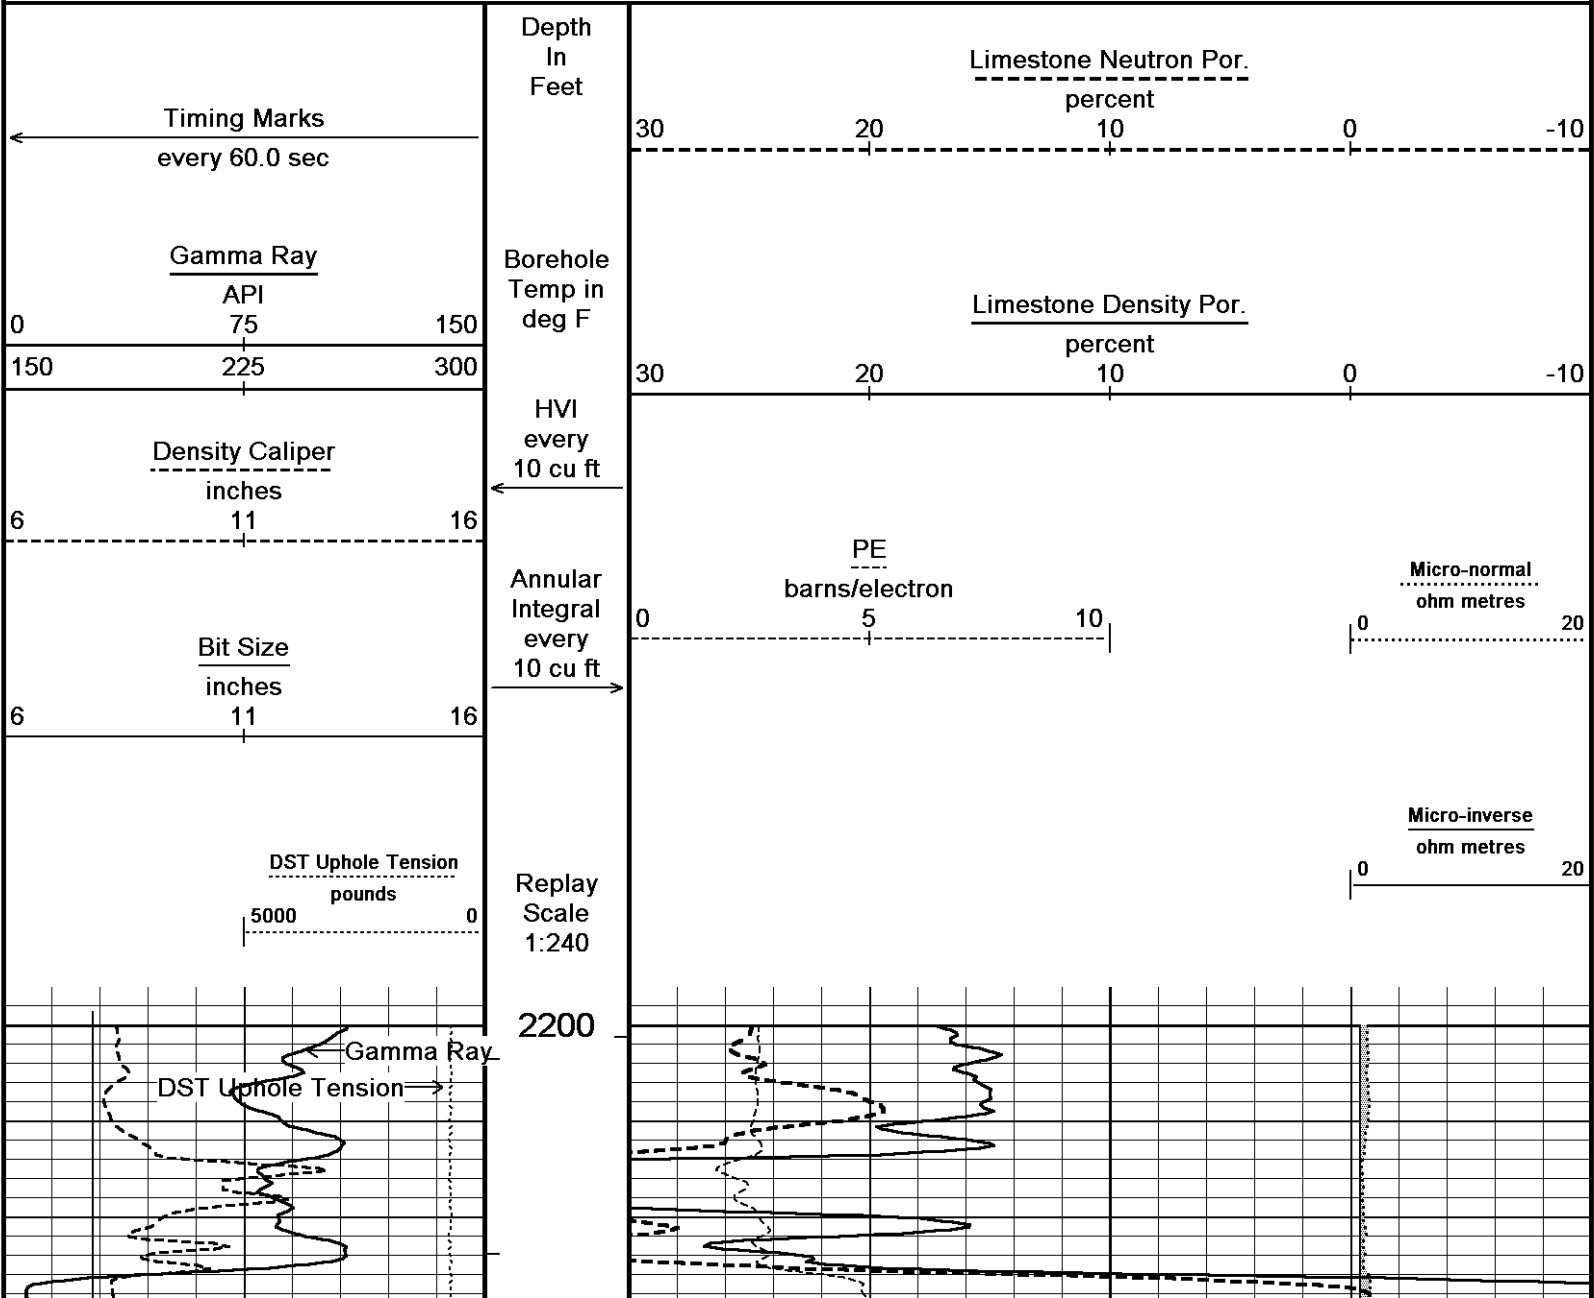 Timing Marks
every 60.0 sec
Gamma Ray
API
0 75 150
150 225 300
Density Caliper
inches
6 11 16
Bit Size
inches
6 11 16
DST Uphole Tension
pounds
5000 0
Depth
In
Feet
Borehole
Temp in
deg F
HVI
every
10 cu ft
Annular
Integral
every
10 cu ft
Replay
Scale
1:240
Limestone Neutron Por.
percent
30 20 10 0 -10
Limestone Density Por.
percent
30 20 10 0 -10
PE
barns/electron
0 5 10
Micro-normal
ohm metres
0 20
Micro-inverse
ohm metres
0 20
2200
Gamma Ray
DST Uphole Tension